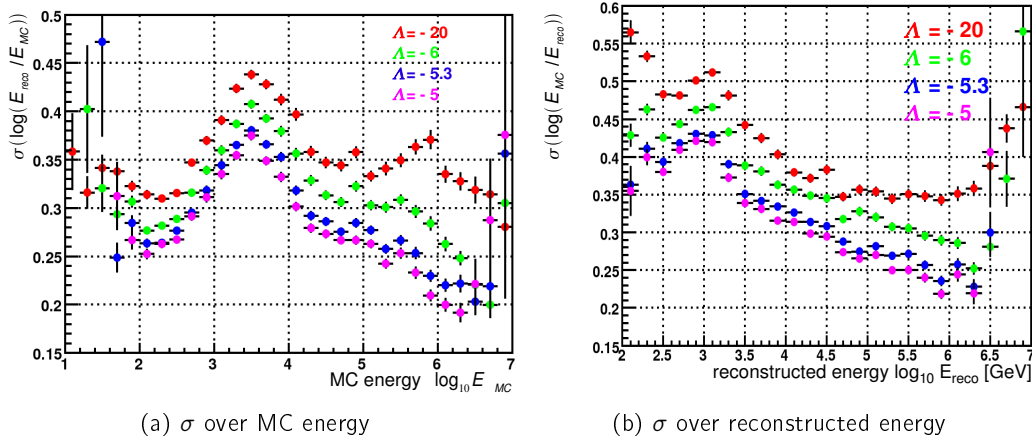 σ (log( E_reco / E_MC ))
0.5
0.45
0.4
0.35
0.3
0.25
0.2
0.15
1 2 3 4 5 6 7
MC energy log₁₀ E_MC
Λ = - 20
Λ = - 6
Λ = - 5.3
Λ = - 5
(a) σ over MC energy
σ (log( E_MC / E_reco ))
0.6
0.55
0.5
0.45
0.4
0.35
0.3
0.25
0.2
0.15
2 2.5 3 3.5 4 4.5 5 5.5 6 6.5 7
reconstructed energy log₁₀ E_reco [GeV]
Λ = - 20
Λ = - 6
Λ = - 5.3
Λ = - 5
(b) σ over reconstructed energy